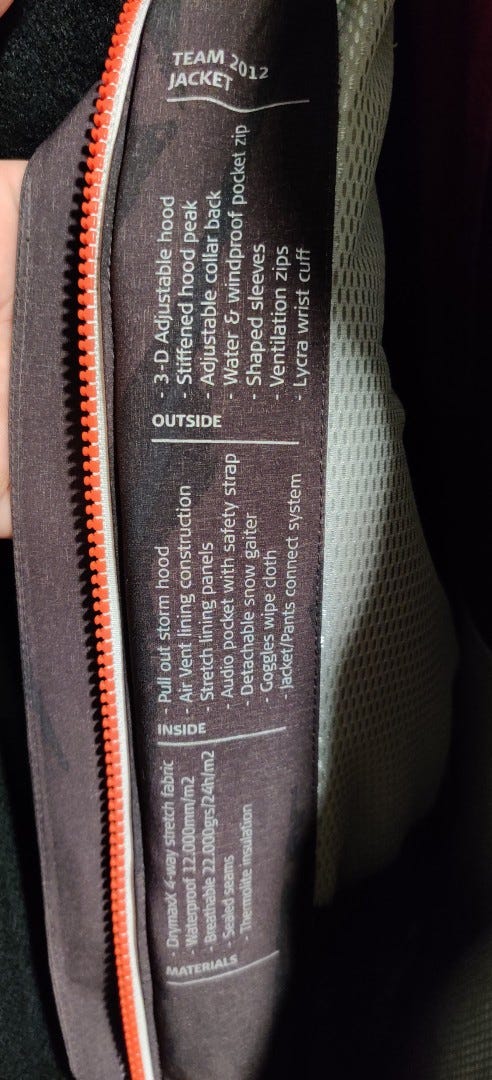 TEAM 2012
JACKET
OUTSIDE
- 3-D Adjustable hood
- Stiffened hood peak
- Adjustable collar back
- Water & windproof pocket zip
- Shaped sleeves
- Ventilation zips
- Lycra wrist cuff
INSIDE
- Pull out storm hood
- Air Vent lining construction
- Stretch lining panels
- Audio pocket with safety strap
- Detachable snow gaiter
- Goggles wipe cloth
- Jacket/Pants connect system
MATERIALS
- DrymaxX 4-way stretch fabric
- Waterproof 12.000mm/m2
- Breathable 22.000grs/24h/m2
- Sealed seams
- Thermolite insulation